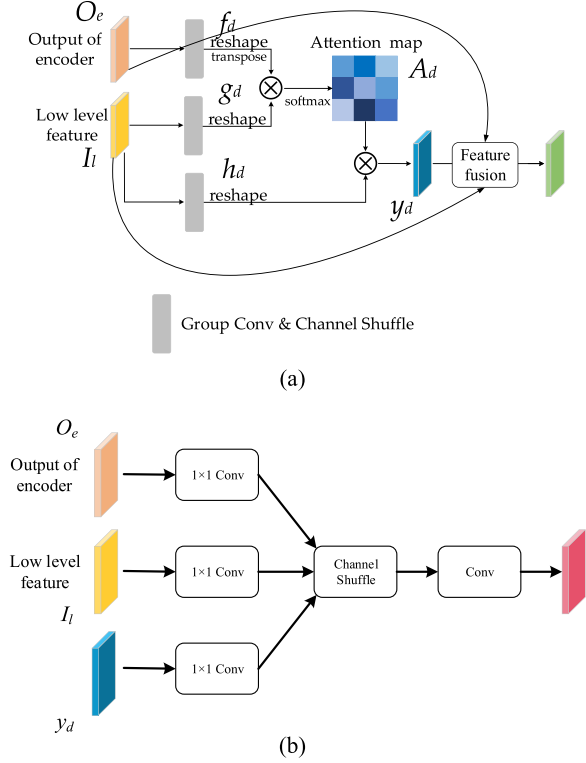 Oe
Output of
encoder
fd
reshape
transpose
Attention map
Ad
gd
softmax
Low level
feature
Il
reshape
hd
reshape
yd
Feature
fusion
Group Conv & Channel Shuffle
(a)
Oe
Output of
encoder
1×1 Conv
Low level
feature
Il
1×1 Conv
Channel
Shuffle
Conv
1×1 Conv
yd
(b)